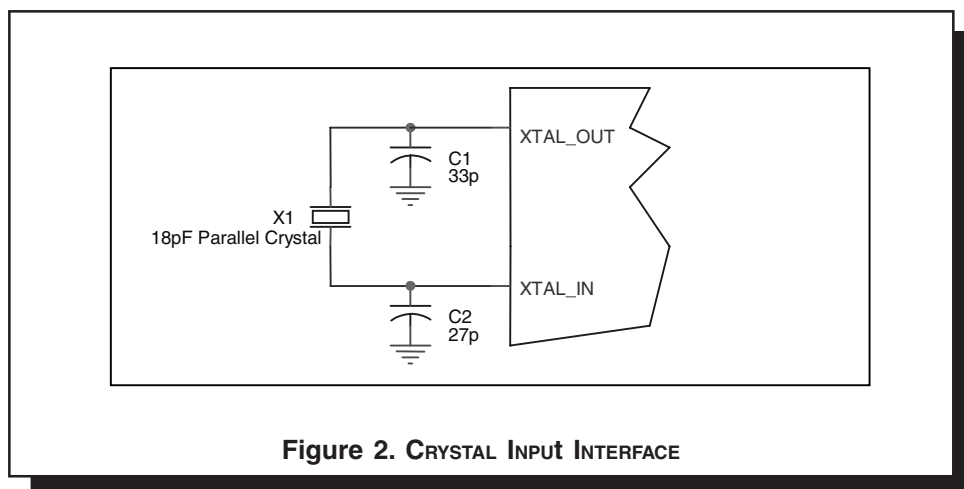 XTAL_OUT
C1
33p
X1
18pF Parallel Crystal
XTAL_IN
C2
27p
Figure 2. CRYSTAL INPUt INTERFACE